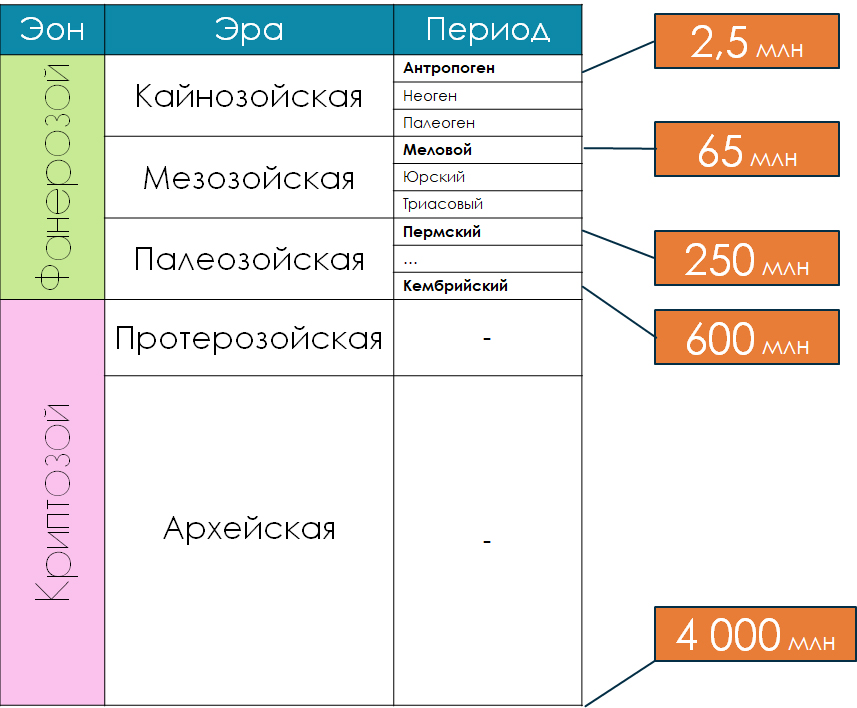 Эон Эра Период
Фанерозой
Кайнозойская
Антропоген
2,5 млн
Неоген
Палеоген
Мезозойская
Меловой
65 млн
Юрский
Триасовый
Палеозойская
Пермский
250 млн
...
Кембрийский
600 млн
Криптозой
Протерозойская
-
Архейская
-
4 000 млн